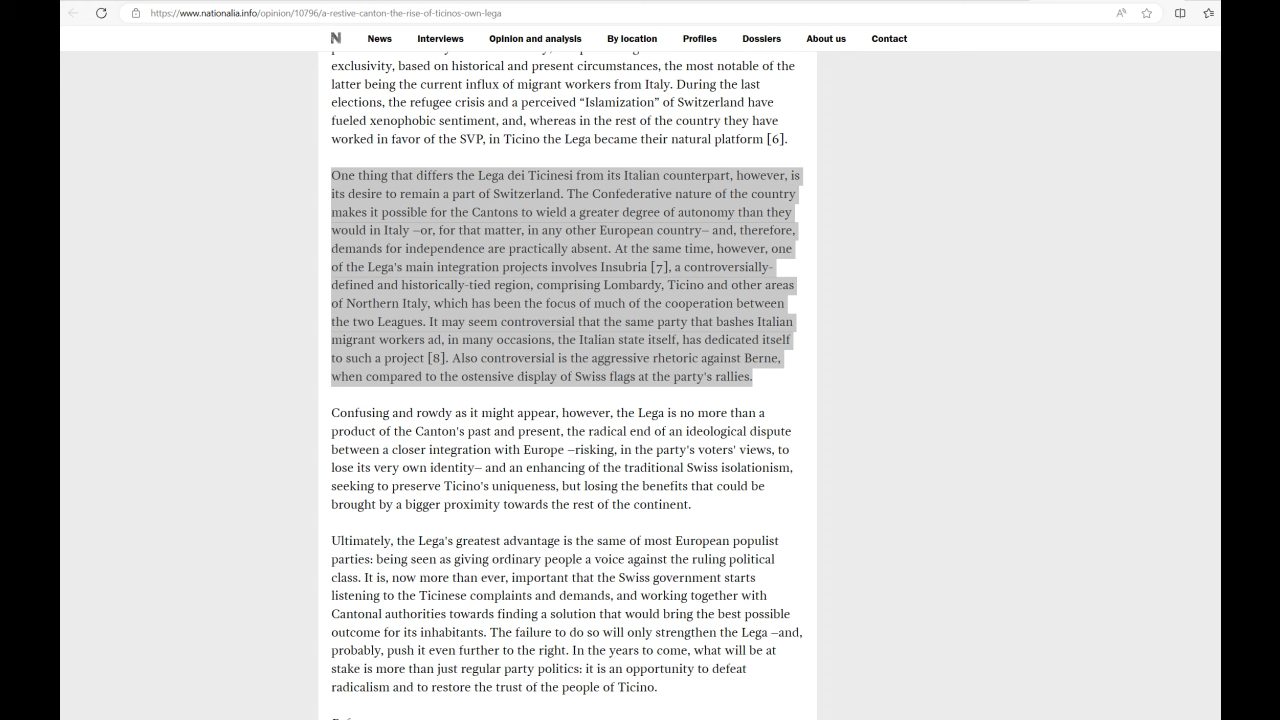 https://www.nationalia.info/opinion/10796/a-restive-canton-the-rise-of-ticinos-own-lega
N News Interviews Opinion and analysis By location Profiles Dossiers About us Contact
exclusivity, based on historical and present circumstances, the most notable of the
latter being the current influx of migrant workers from Italy. During the last
elections, the refugee crisis and a perceived “Islamization” of Switzerland have
fueled xenophobic sentiment, and, whereas in the rest of the country they have
worked in favor of the SVP, in Ticino the Lega became their natural platform [6].
One thing that differs the Lega dei Ticinesi from its Italian counterpart, however, is
its desire to remain a part of Switzerland. The Confederative nature of the country
makes it possible for the Cantons to wield a greater degree of autonomy than they
would in Italy –or, for that matter, in any other European country– and, therefore,
demands for independence are practically absent. At the same time, however, one
of the Lega's main integration projects involves Insubria [7], a controversially-
defined and historically-tied region, comprising Lombardy, Ticino and other areas
of Northern Italy, which has been the focus of much of the cooperation between
the two Leagues. It may seem controversial that the same party that bashes Italian
migrant workers ad, in many occasions, the Italian state itself, has dedicated itself
to such a project [8]. Also controversial is the aggressive rhetoric against Berne,
when compared to the ostensive display of Swiss flags at the party's rallies.
Confusing and rowdy as it might appear, however, the Lega is no more than a
product of the Canton's past and present, the radical end of an ideological dispute
between a closer integration with Europe –risking, in the party's voters' views, to
lose its very own identity– and an enhancing of the traditional Swiss isolationism,
seeking to preserve Ticino's uniqueness, but losing the benefits that could be
brought by a bigger proximity towards the rest of the continent.
Ultimately, the Lega's greatest advantage is the same of most European populist
parties: being seen as giving ordinary people a voice against the ruling political
class. It is, now more than ever, important that the Swiss government starts
listening to the Ticinese complaints and demands, and working together with
Cantonal authorities towards finding a solution that would bring the best possible
outcome for its inhabitants. The failure to do so will only strengthen the Lega –and,
probably, push it even further to the right. In the years to come, what will be at
stake is more than just regular party politics: it is an opportunity to defeat
radicalism and to restore the trust of the people of Ticino.